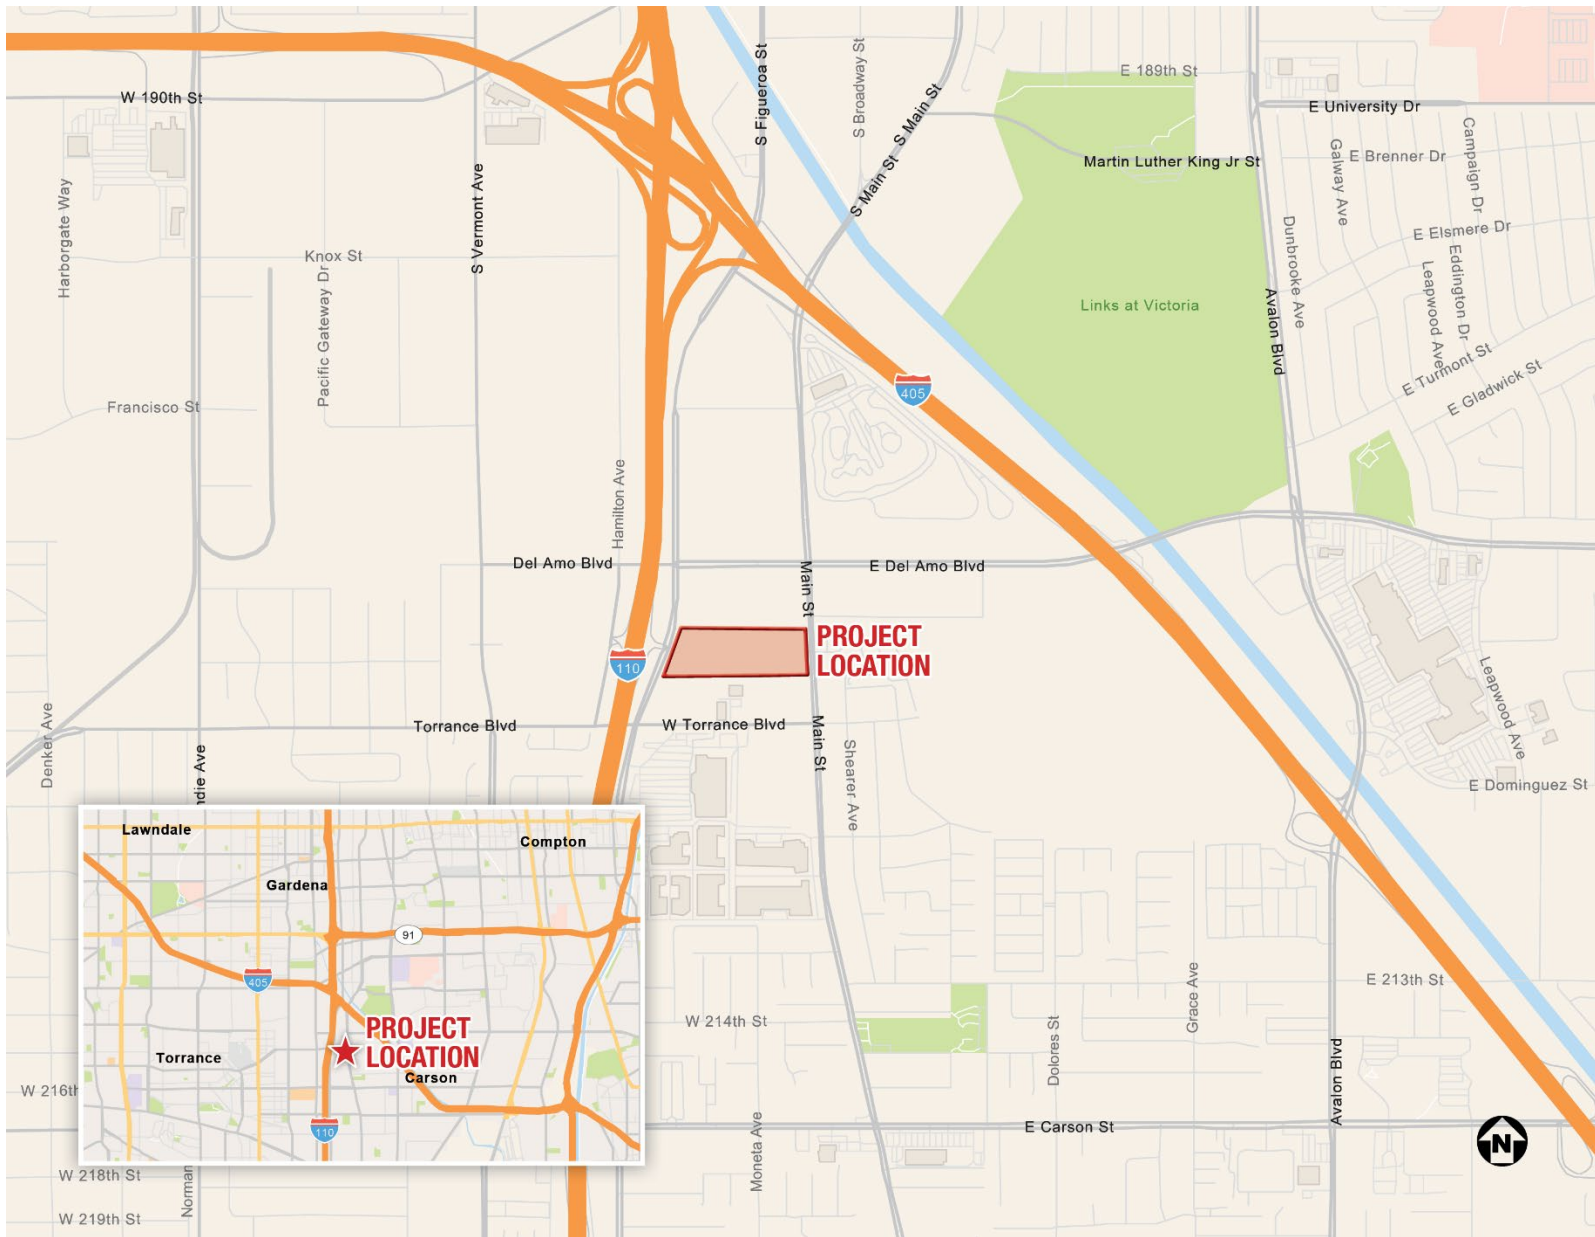 W 190th St
S Figueroa St
S Broadway St
S Main St
S Main St
E 189th St
E University Dr
Martin Luther King Jr St
E Brenner Dr
Campaign Dr
Galway Ave
Harborgate Way
S Vermont Ave
Knox St
Pacific Gateway Dr
Francisco St
Links at Victoria
Dunbrooke Ave
Avalon Blvd
E Elsmere Dr
Eddington Dr
Leapwood Ave
E Turmont St
E Gladwick St
405
Hamilton Ave
Del Amo Blvd
E Del Amo Blvd
Main St
PROJECT
LOCATION
110
Torrance Blvd
W Torrance Blvd
Main St
Shearer Ave
Leapwood Ave
E Dominguez St
Denker Ave
ndie Ave
Lawndale
Compton
Gardena
91
405
PROJECT
LOCATION
Torrance
Carson
110
W 214th St
Grace Ave
E 213th St
Dolores St
Avalon Blvd
W 216th
E Carson St
Moneta Ave
W 218th St
Norman
W 219th St
N